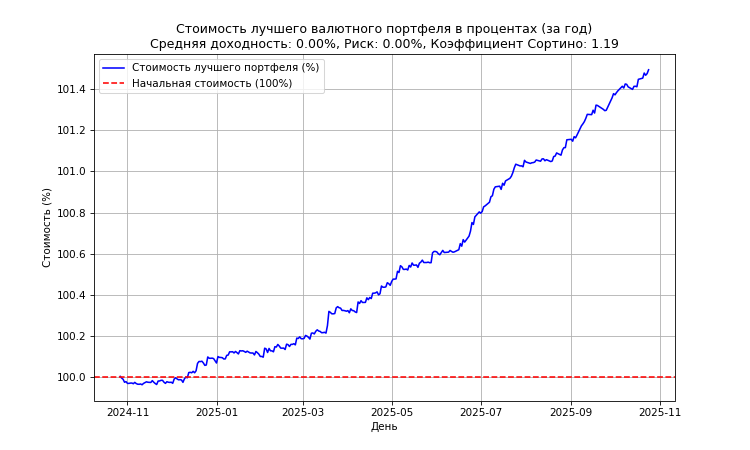 Стоимость лучшего валютного портфеля в процентах (за год)
Средняя доходность: 0.00%, Риск: 0.00%, Коэффициент Сортино: 1.19
Стоимость лучшего портфеля (%)
Начальная стоимость (100%)
Стоимость (%)
101.4
101.2
101.0
100.8
100.6
100.4
100.2
100.0
2024-11 2025-01 2025-03 2025-05 2025-07 2025-09 2025-11
День